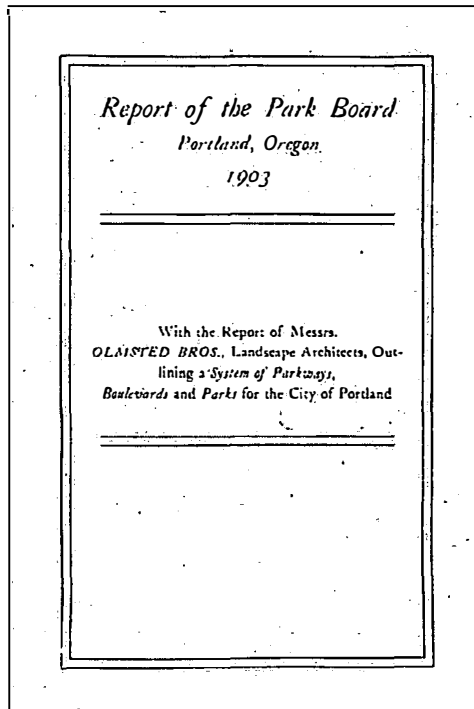 Report of the Park Board
Portland, Oregon
1903
With the Report of Messrs.
OLMSTED BROS., Landscape Architects, Out-
lining a System of Parkways,
Boulevards and Parks for the City of Portland